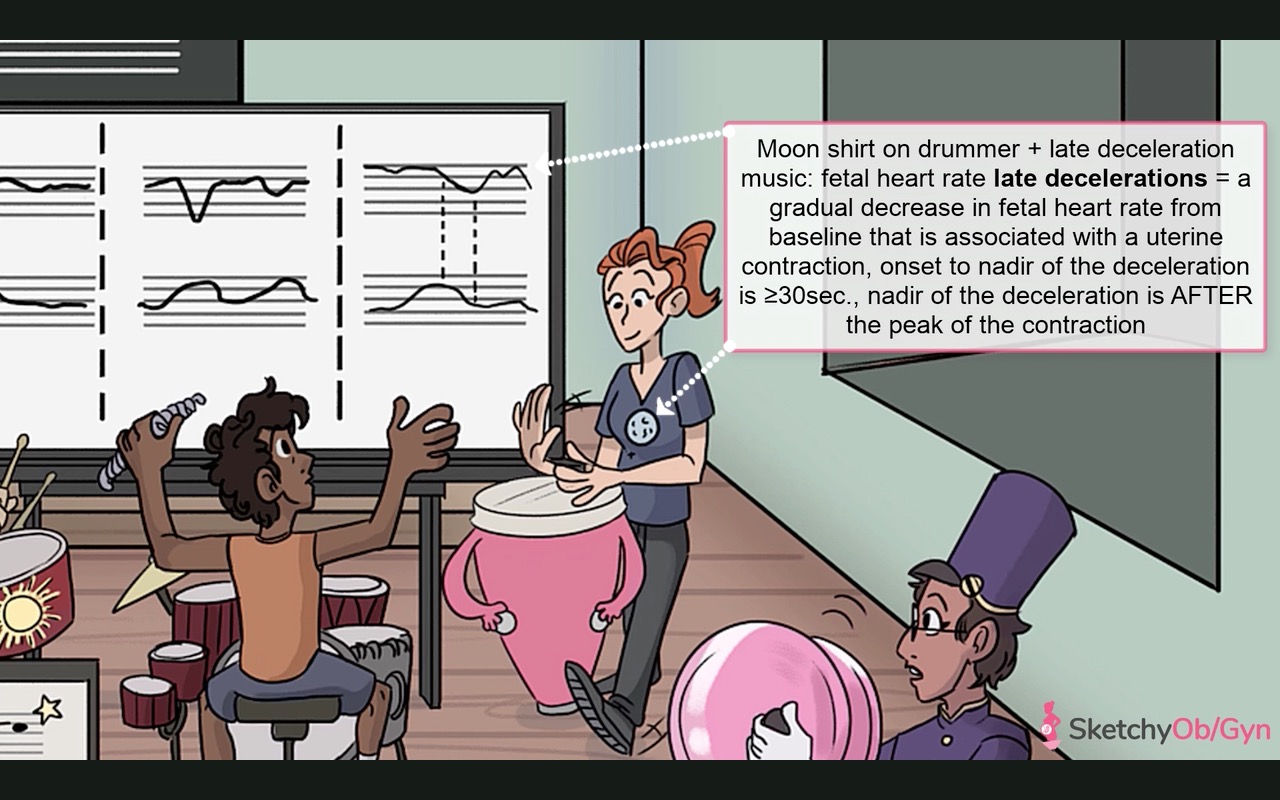 Moon shirt on drummer + late deceleration
music: fetal heart rate late decelerations = a
gradual decrease in fetal heart rate from
baseline that is associated with a uterine
contraction, onset to nadir of the deceleration
is ≥30sec., nadir of the deceleration is AFTER
the peak of the contraction
SketchyOb/Gyn